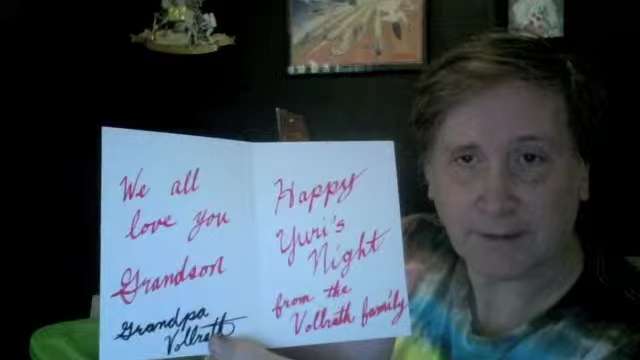 We all
love you
Grandson
Grandpa
Vollrath
Happy
Yuri's
Night
from the
Vollrath family